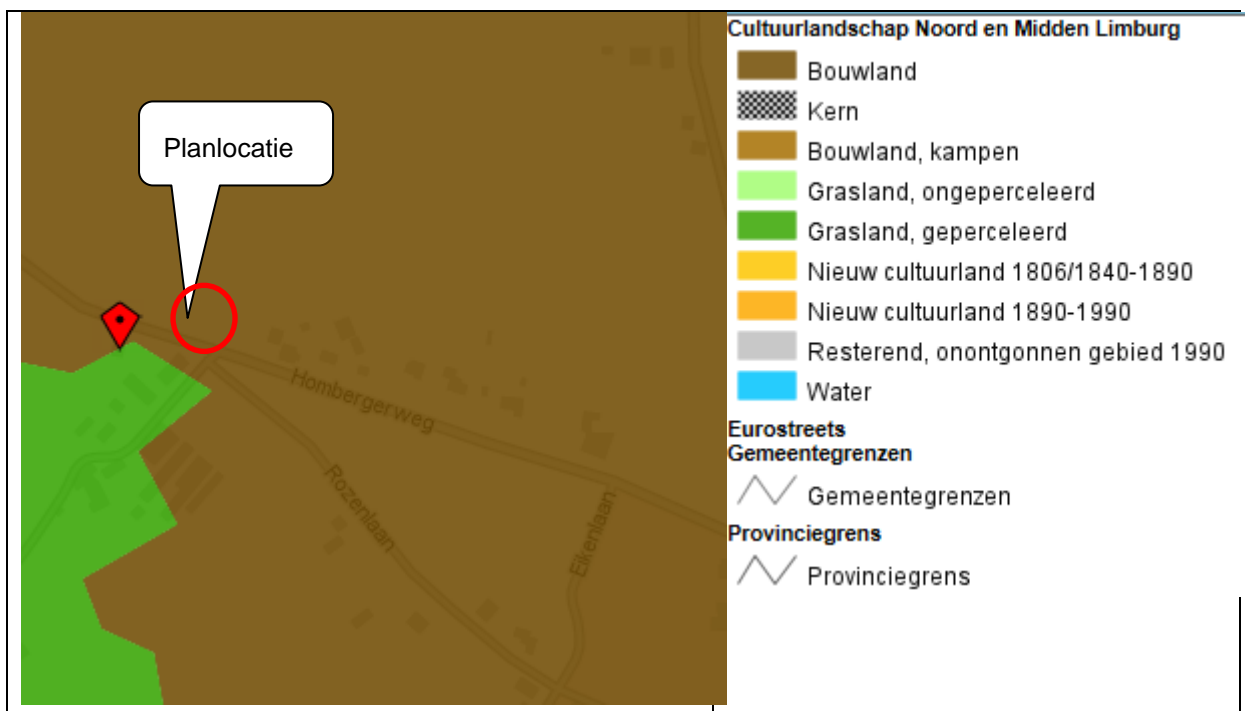 Planlocatie
Hombergerweg
Rozenlaan
Eikenlaan
Cultuurlandschap Noord en Midden Limburg
Bouwland
Kern
Bouwland, kampen
Grasland, ongeperceleerd
Grasland, geperceleerd
Nieuw cultuurland 1806/1840-1890
Nieuw cultuurland 1890-1990
Resterend, onontgonnen gebied 1990
Water
Eurostreets
Gemeentegrenzen
Gemeentegrenzen
Provinciegrens
Provinciegrens